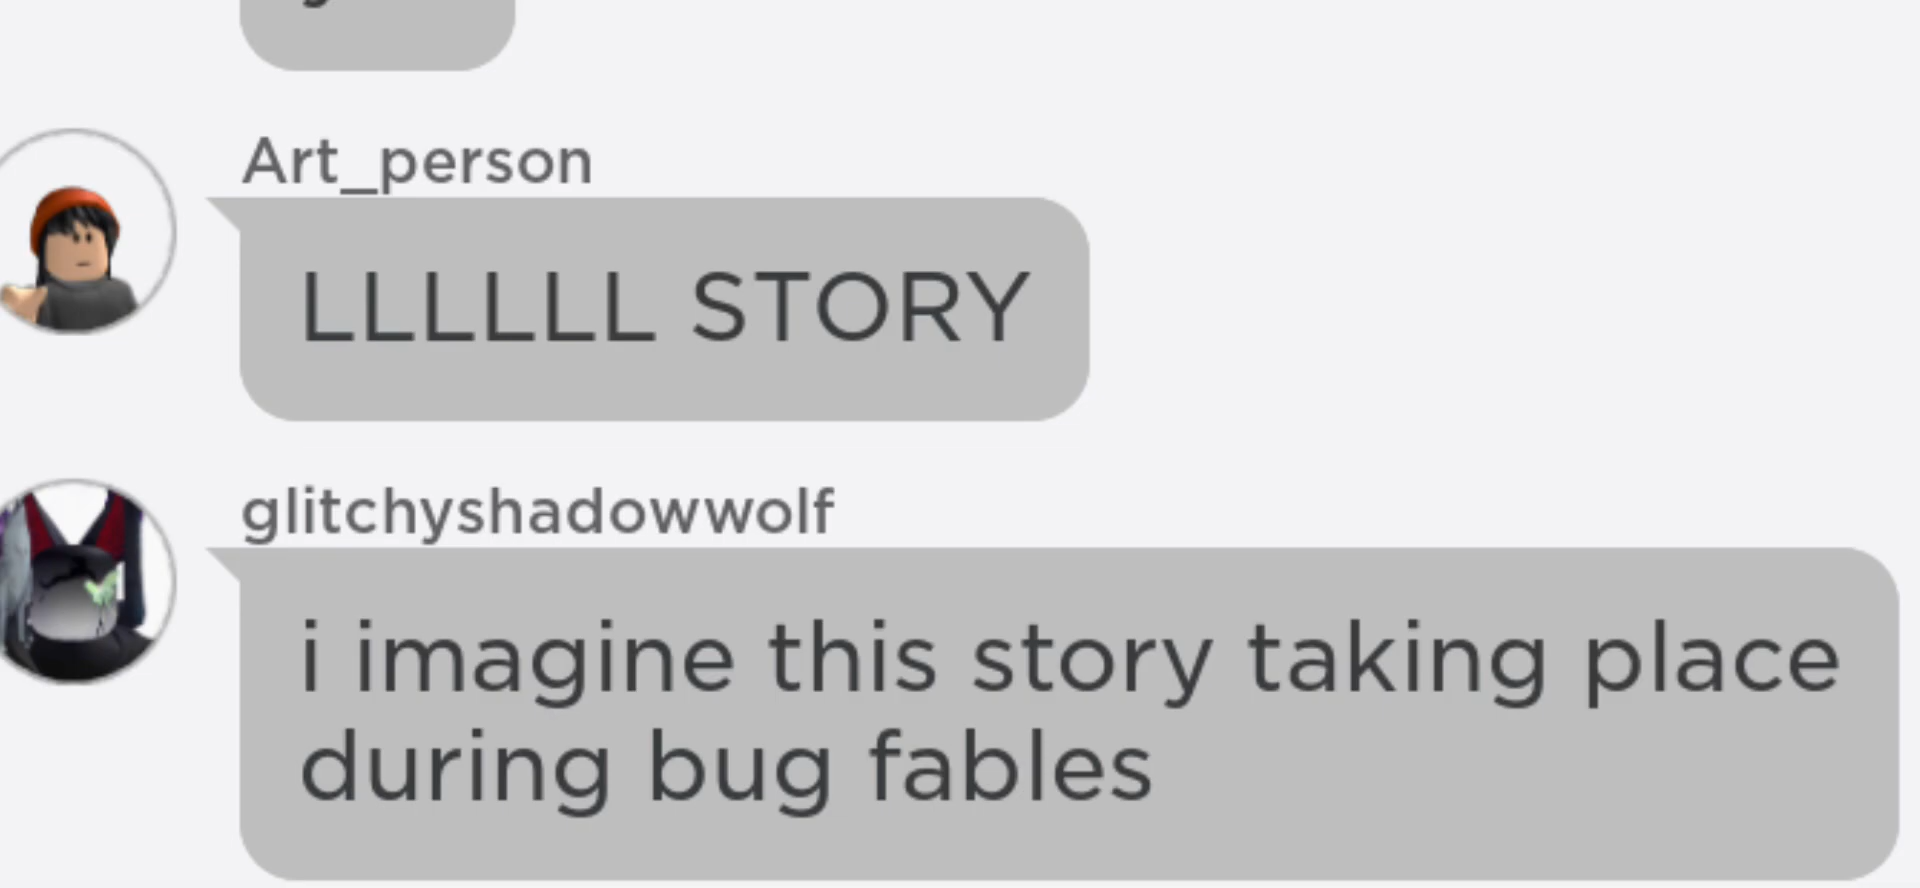 Art_person
LLLLLL STORY
glitchyshadowwolf
i imagine this story taking place
during bug fables